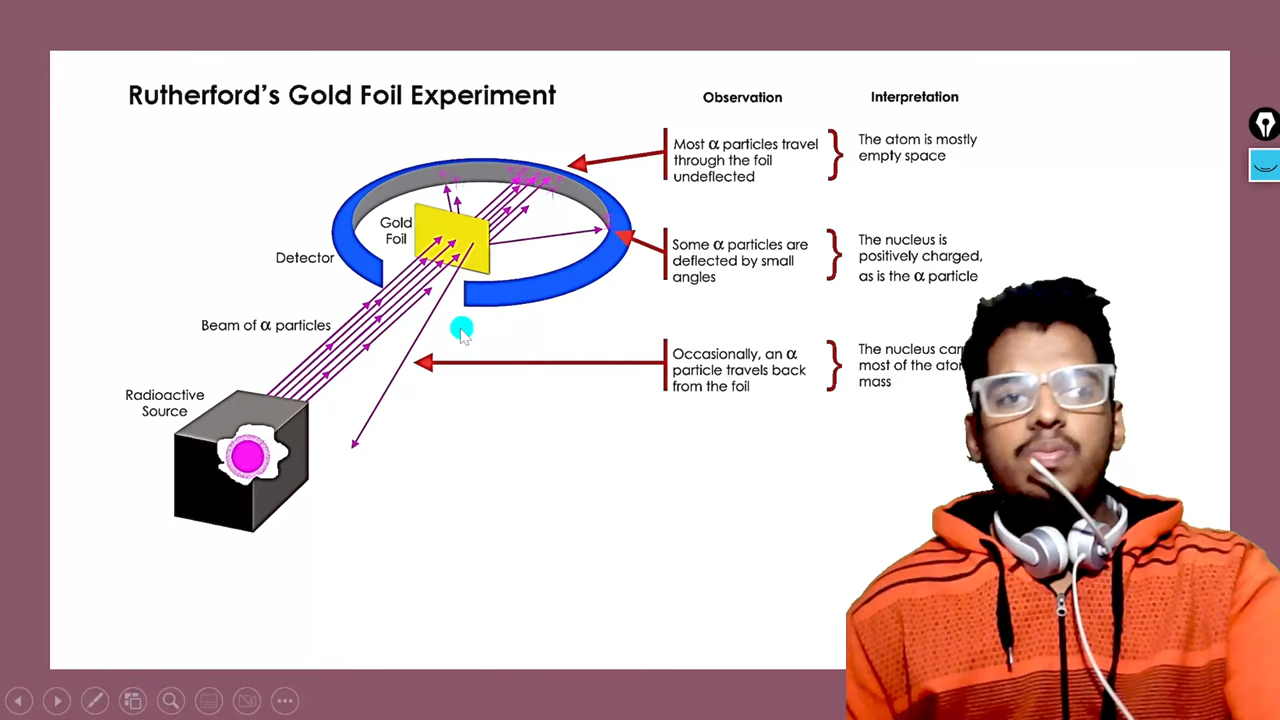 Rutherford's Gold Foil Experiment
Observation
Interpretation
Most α particles travel
through the foil
undeflected
The atom is mostly
empty space
Gold
Foil
Detector
Some α particles are
deflected by small
angles
The nucleus is
positively charged,
as is the α particle
Beam of α particles
Occasionally, an α
particle travels back
from the foil
The nucleus
most of the
mass
Radioactive
Source